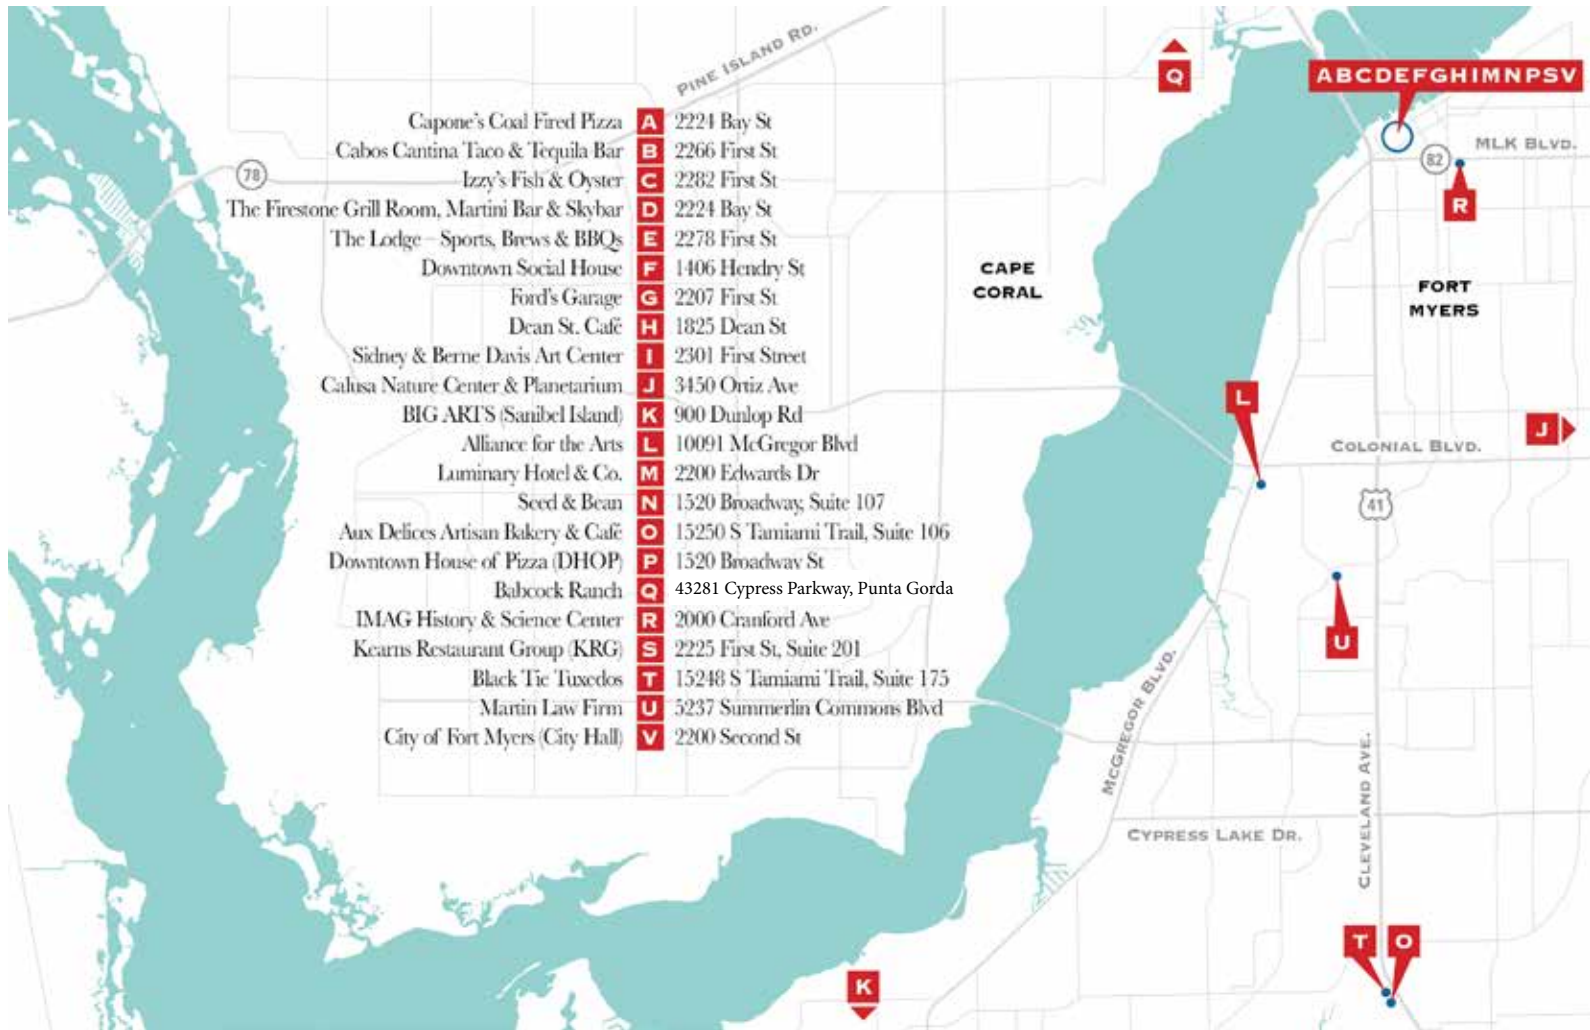 PINE ISLAND RD.
Q
ABCDEFGHIMNPSV
Capone's Coal Fired Pizza A 2224 Bay St
Cabos Cantina Taco & Tequila Bar B 2266 First St
MLK BLVD.
82
78
Izzy's Fish & Oyster C 2282 First St
R
The Firestone Grill Room, Martini Bar & Skybar D 2224 Bay St
The Lodge – Sports, Brews & BBQs E 2278 First St
Downtown Social House F 1406 Hendry St
CAPE
CORAL
FORT
MYERS
Ford's Garage G 2207 First St
Dean St. Café H 1825 Dean St
Sidney & Berne Davis Art Center I 2301 First Street
Calusa Nature Center & Planetarium J 3450 Ortiz Ave
L
BIG ARTS (Sanibel Island) K 900 Dunlop Rd
J
Alliance for the Arts L 10091 McGregor Blvd
COLONIAL BLVD.
Luminary Hotel & Co. M 2200 Edwards Dr
Seed & Bean N 1520 Broadway, Suite 107
41
Aux Delices Artisan Bakery & Café O 15250 S Tamiami Trail, Suite 106
Downtown House of Pizza (DHOP) P 1520 Broadway St
Babcock Ranch Q 43281 Cypress Parkway, Punta Gorda
IMAG History & Science Center R 2000 Cranford Ave
U
Kearns Restaurant Group (KRG) S 2225 First St, Suite 201
Black Tie Tuxedos T 15248 S Tamiami Trail, Suite 175
Martin Law Firm U 5237 Summerlin Commons Blvd
City of Fort Myers (City Hall) V 2200 Second St
MCGREGOR BLVD.
CLEVELAND AVE.
CYPRESS LAKE DR.
T O
K